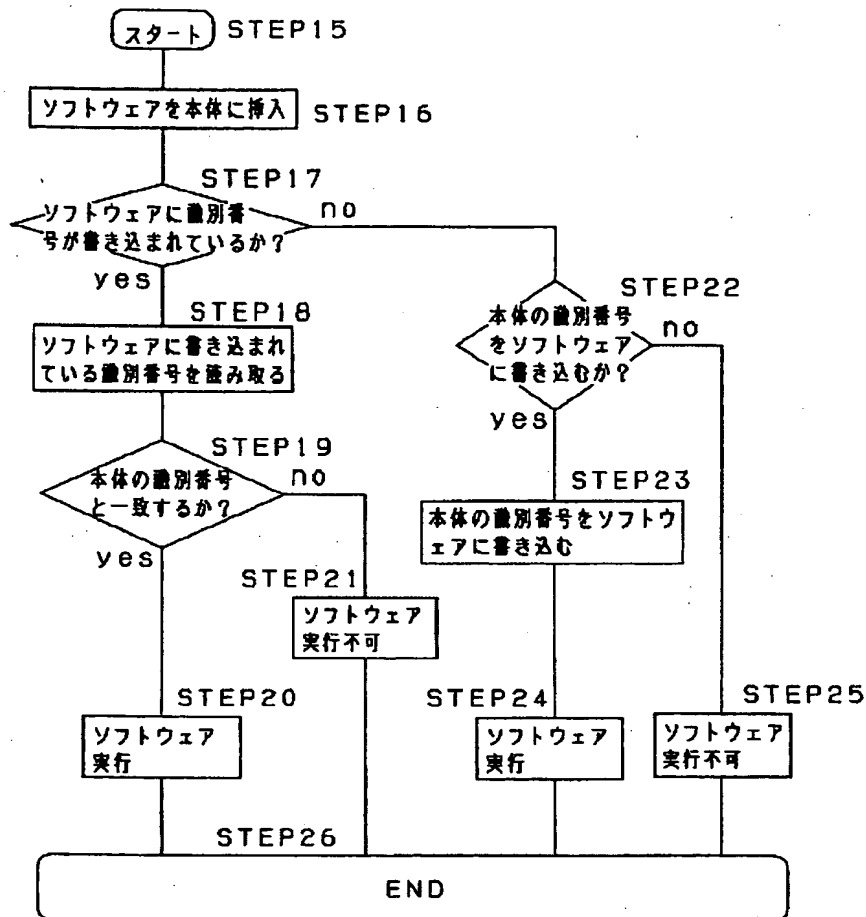 スタート STEP15
ソフトウェアを本体に挿入 STEP16
STEP17
ソフトウェアに識別番
号が書き込まれているか?
no
yes
STEP18
ソフトウェアに書き込まれ
ている識別番号を読み取る
STEP22
本体の識別番号
をソフトウェア
に書き込むか?
no
yes
STEP19
本体の識別番号
と一致するか?
no
yes
STEP23
本体の識別番号をソフトウ
ェアに書き込む
STEP21
ソフトウェア
実行不可
STEP20
ソフトウェア
実行
STEP24
ソフトウェア
実行
STEP25
ソフトウェア
実行不可
STEP26
END